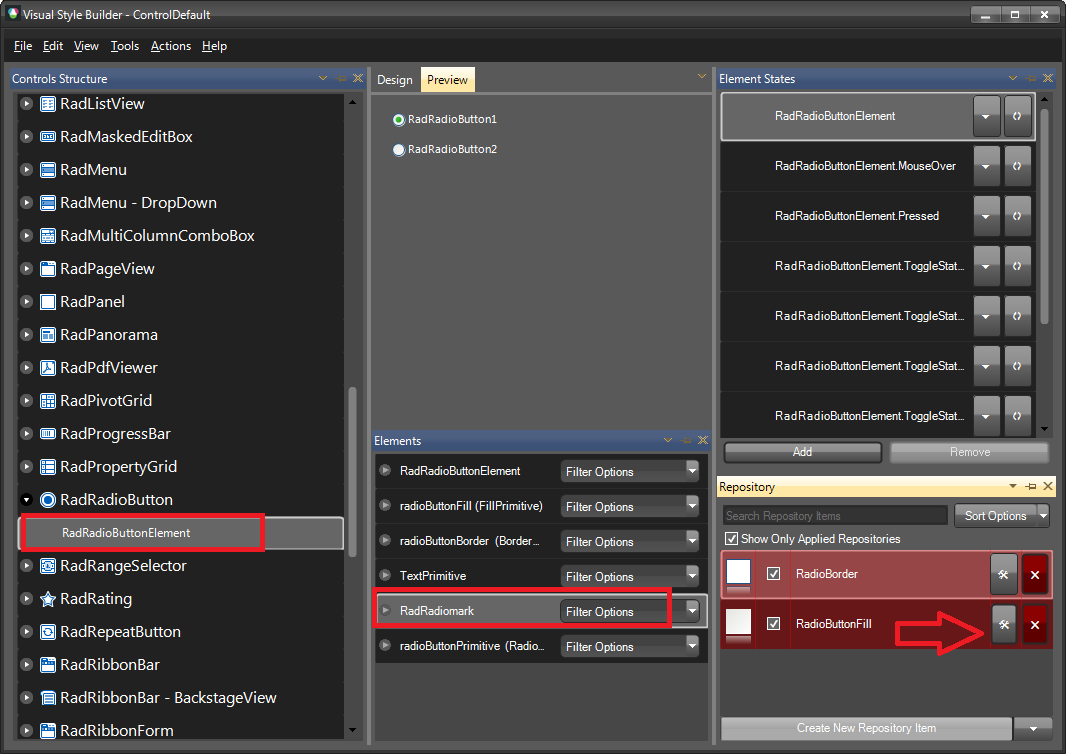 Visual Style Builder - ControlDefault
File Edit View Tools Actions Help
Controls Structure
RadListView
RadMaskedEditBox
RadMenu
RadMenu - DropDown
RadMultiColumnComboBox
RadPageView
RadPanel
RadPanorama
RadPdfViewer
RadPivotGrid
RadProgressBar
RadPropertyGrid
RadRadioButton
RadRadioButtonElement
RadRangeSelector
RadRating
RadRepeatButton
RadRibbonBar
RadRibbonBar - BackstageView
RadRibbonForm
Design Preview
RadRadioButton1
RadRadioButton2
Elements
RadRadioButtonElement Filter Options
radioButtonFill (FillPrimitive) Filter Options
radioButtonBorder (Border... Filter Options
TextPrimitive Filter Options
RadRadiomark Filter Options
radioButtonPrimitive (Radio... Filter Options
Element States
RadRadioButtonElement
RadRadioButtonElement.MouseOver
RadRadioButtonElement.Pressed
RadRadioButtonElement.ToggleStat...
RadRadioButtonElement.ToggleStat...
RadRadioButtonElement.ToggleStat...
RadRadioButtonElement.ToggleStat...
Add Remove
Repository
Search Repository Items Sort Options
Show Only Applied Repositories
RadioBorder
RadioButtonFill
Create New Repository Item